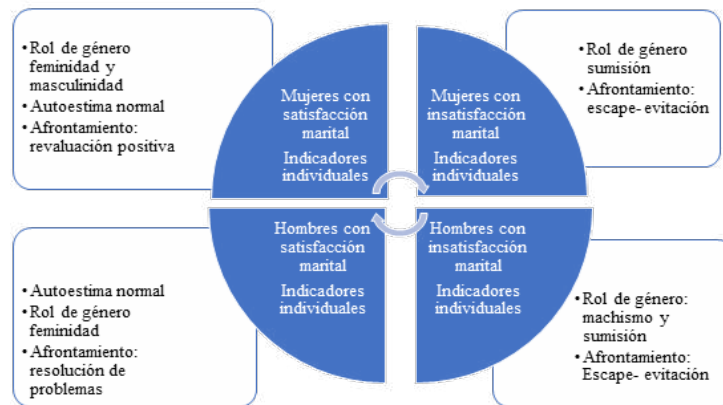 • Rol de género
feminidad y
masculinidad
• Autoestima normal
• Afrontamiento:
revaluación positiva
Mujeres con
satisfacción
marital
Indicadores
individuales
Mujeres con
insatisfacción
marital
Indicadores
individuales
• Rol de género
sumisión
• Afrontamiento:
escape- evitación
• Autoestima normal
• Rol de género
feminidad
• Afrontamiento:
resolución de
problemas
Hombres con
satisfacción
marital
Indicadores
individuales
Hombres con
insatisfacción
marital
Indicadores
individuales
• Rol de género:
machismo y
sumisión
• Afrontamiento:
Escape- evitación